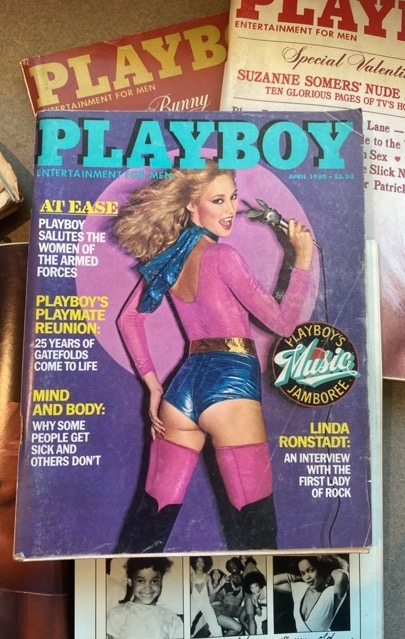 PLAYB
ENTERTAINMENT FOR MEN
Bunny
PLAY
ENTERTAINMENT FOR MEN
Special Valenti
SUZANNE SOMERS' NUDE
TEN GLORIOUS PAGES OF TV'S HO
Lane —
e to the
Sex ♥
Slick N
Patric
PLAYBOY
ENTERTAINMENT FOR MEN
APRIL 1980 • $2.50
AT EASE
PLAYBOY
SALUTES THE
WOMEN OF
THE ARMED
FORCES
PLAYBOY'S
PLAYMATE
REUNION:
25 YEARS OF
GATEFOLDS
COME TO LIFE
MIND
AND BODY:
WHY SOME
PEOPLE GET
SICK AND
OTHERS DON'T
PLAYBOY'S
Music
JAMBOREE
LINDA
RONSTADT:
AN INTERVIEW
WITH THE
FIRST LADY
OF ROCK